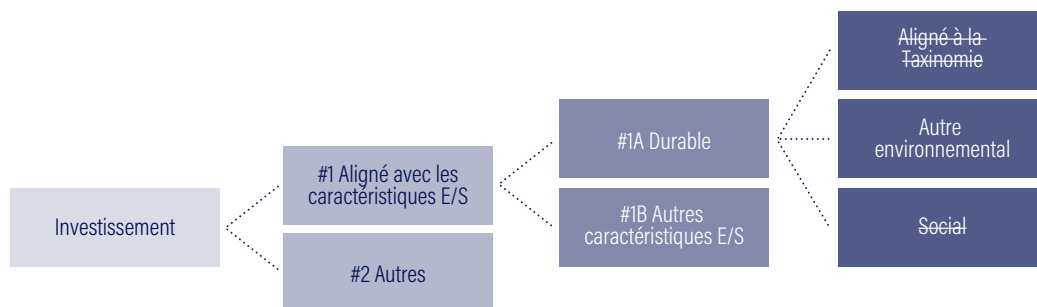 Investissement
#1 Aligné avec les
caractéristiques E/S
#2 Autres
#1A Durable
#1B Autres
caractéristiques E/S
Aligné à la
Taxinomie
Autre
environnemental
Social